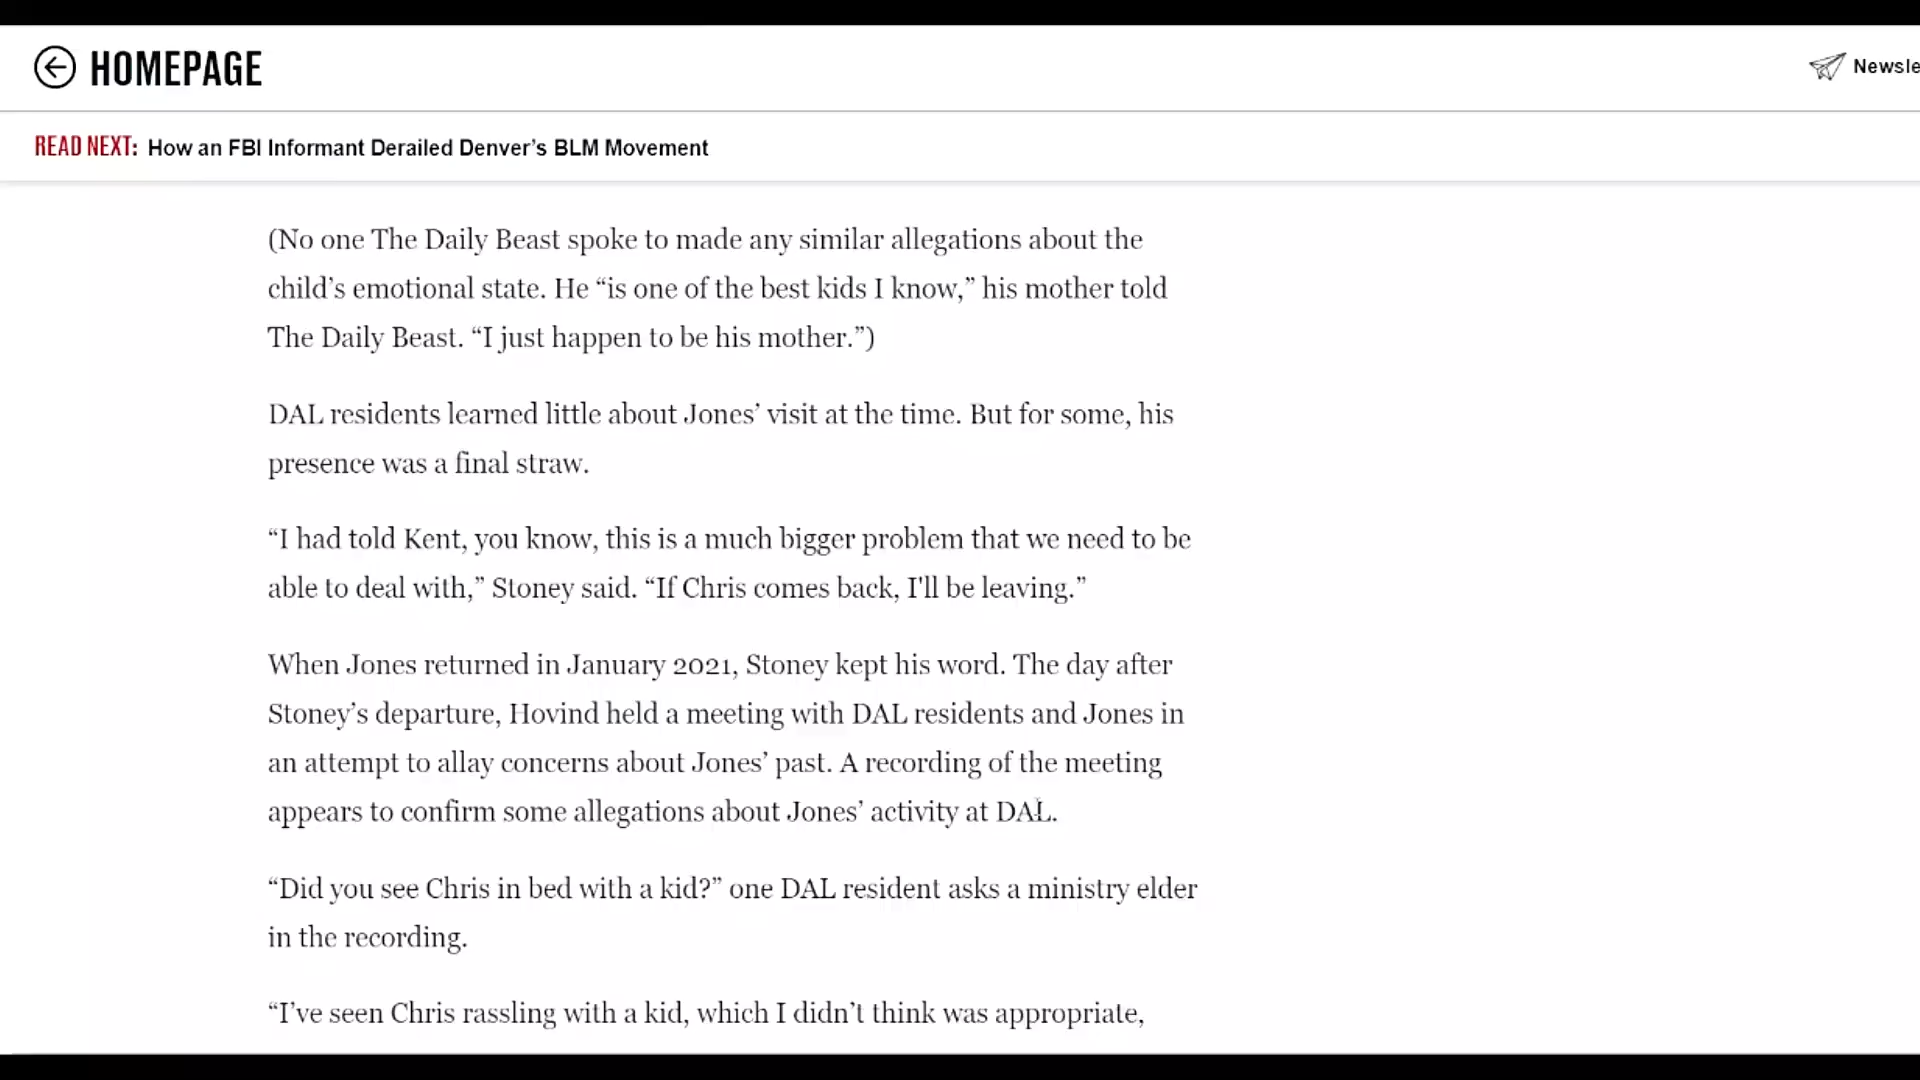 HOMEPAGE
Newsle
READ NEXT: How an FBI Informant Derailed Denver’s BLM Movement
(No one The Daily Beast spoke to made any similar allegations about the
child’s emotional state. He “is one of the best kids I know,” his mother told
The Daily Beast. “I just happen to be his mother.”)
DAL residents learned little about Jones’ visit at the time. But for some, his
presence was a final straw.
“I had told Kent, you know, this is a much bigger problem that we need to be
able to deal with,” Stoney said. “If Chris comes back, I'll be leaving.”
When Jones returned in January 2021, Stoney kept his word. The day after
Stoney’s departure, Hovind held a meeting with DAL residents and Jones in
an attempt to allay concerns about Jones’ past. A recording of the meeting
appears to confirm some allegations about Jones’ activity at DAL.
“Did you see Chris in bed with a kid?” one DAL resident asks a ministry elder
in the recording.
“I’ve seen Chris rassling with a kid, which I didn’t think was appropriate,